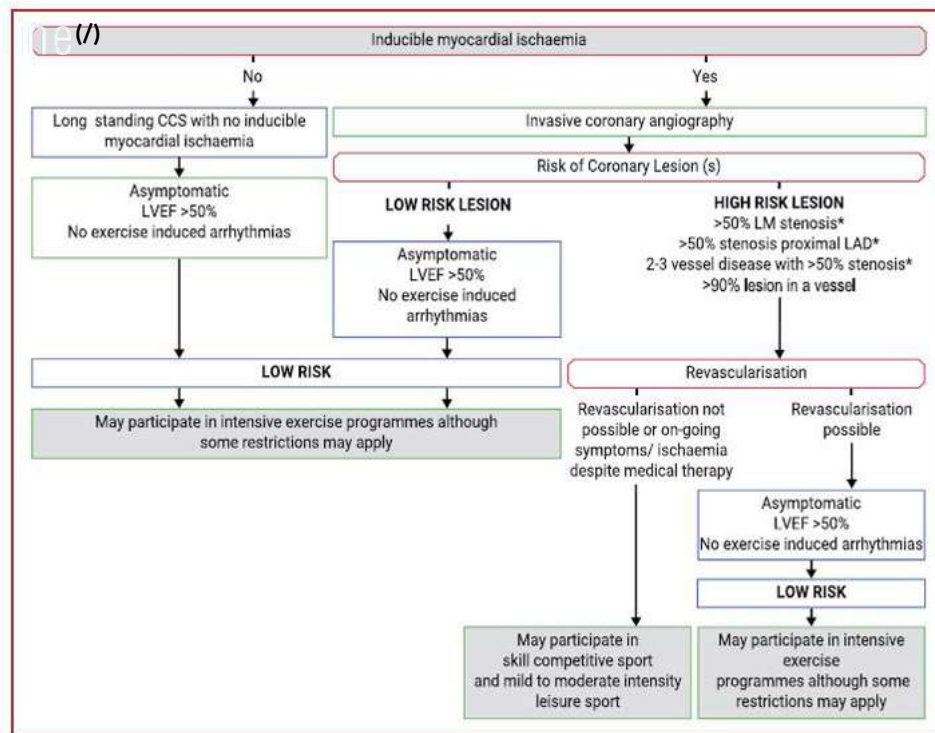 (/)
Inducible myocardial ischaemia
No
Yes
Long standing CCS with no inducible
myocardial ischaemia
Invasive coronary angiography
Risk of Coronary Lesion (s)
Asymptomatic
LVEF >50%
No exercise induced arrhythmias
LOW RISK LESION
Asymptomatic
LVEF >50%
No exercise induced
arrhythmias
HIGH RISK LESION
>50% LM stenosis*
>50% stenosis proximal LAD*
2-3 vessel disease with >50% stenosis*
>90% lesion in a vessel
LOW RISK
May participate in intensive exercise programmes although
some restrictions may apply
Revascularisation
Revascularisation not
possible or on-going
symptoms/ ischaemia
despite medical therapy
Revascularisation
possible
Asymptomatic
LVEF >50%
No exercise induced arrhythmias
LOW RISK
May participate in
skill competitive sport
and mild to moderate intensity
leisure sport
May participate in intensive
exercise
programmes although some
restrictions may apply